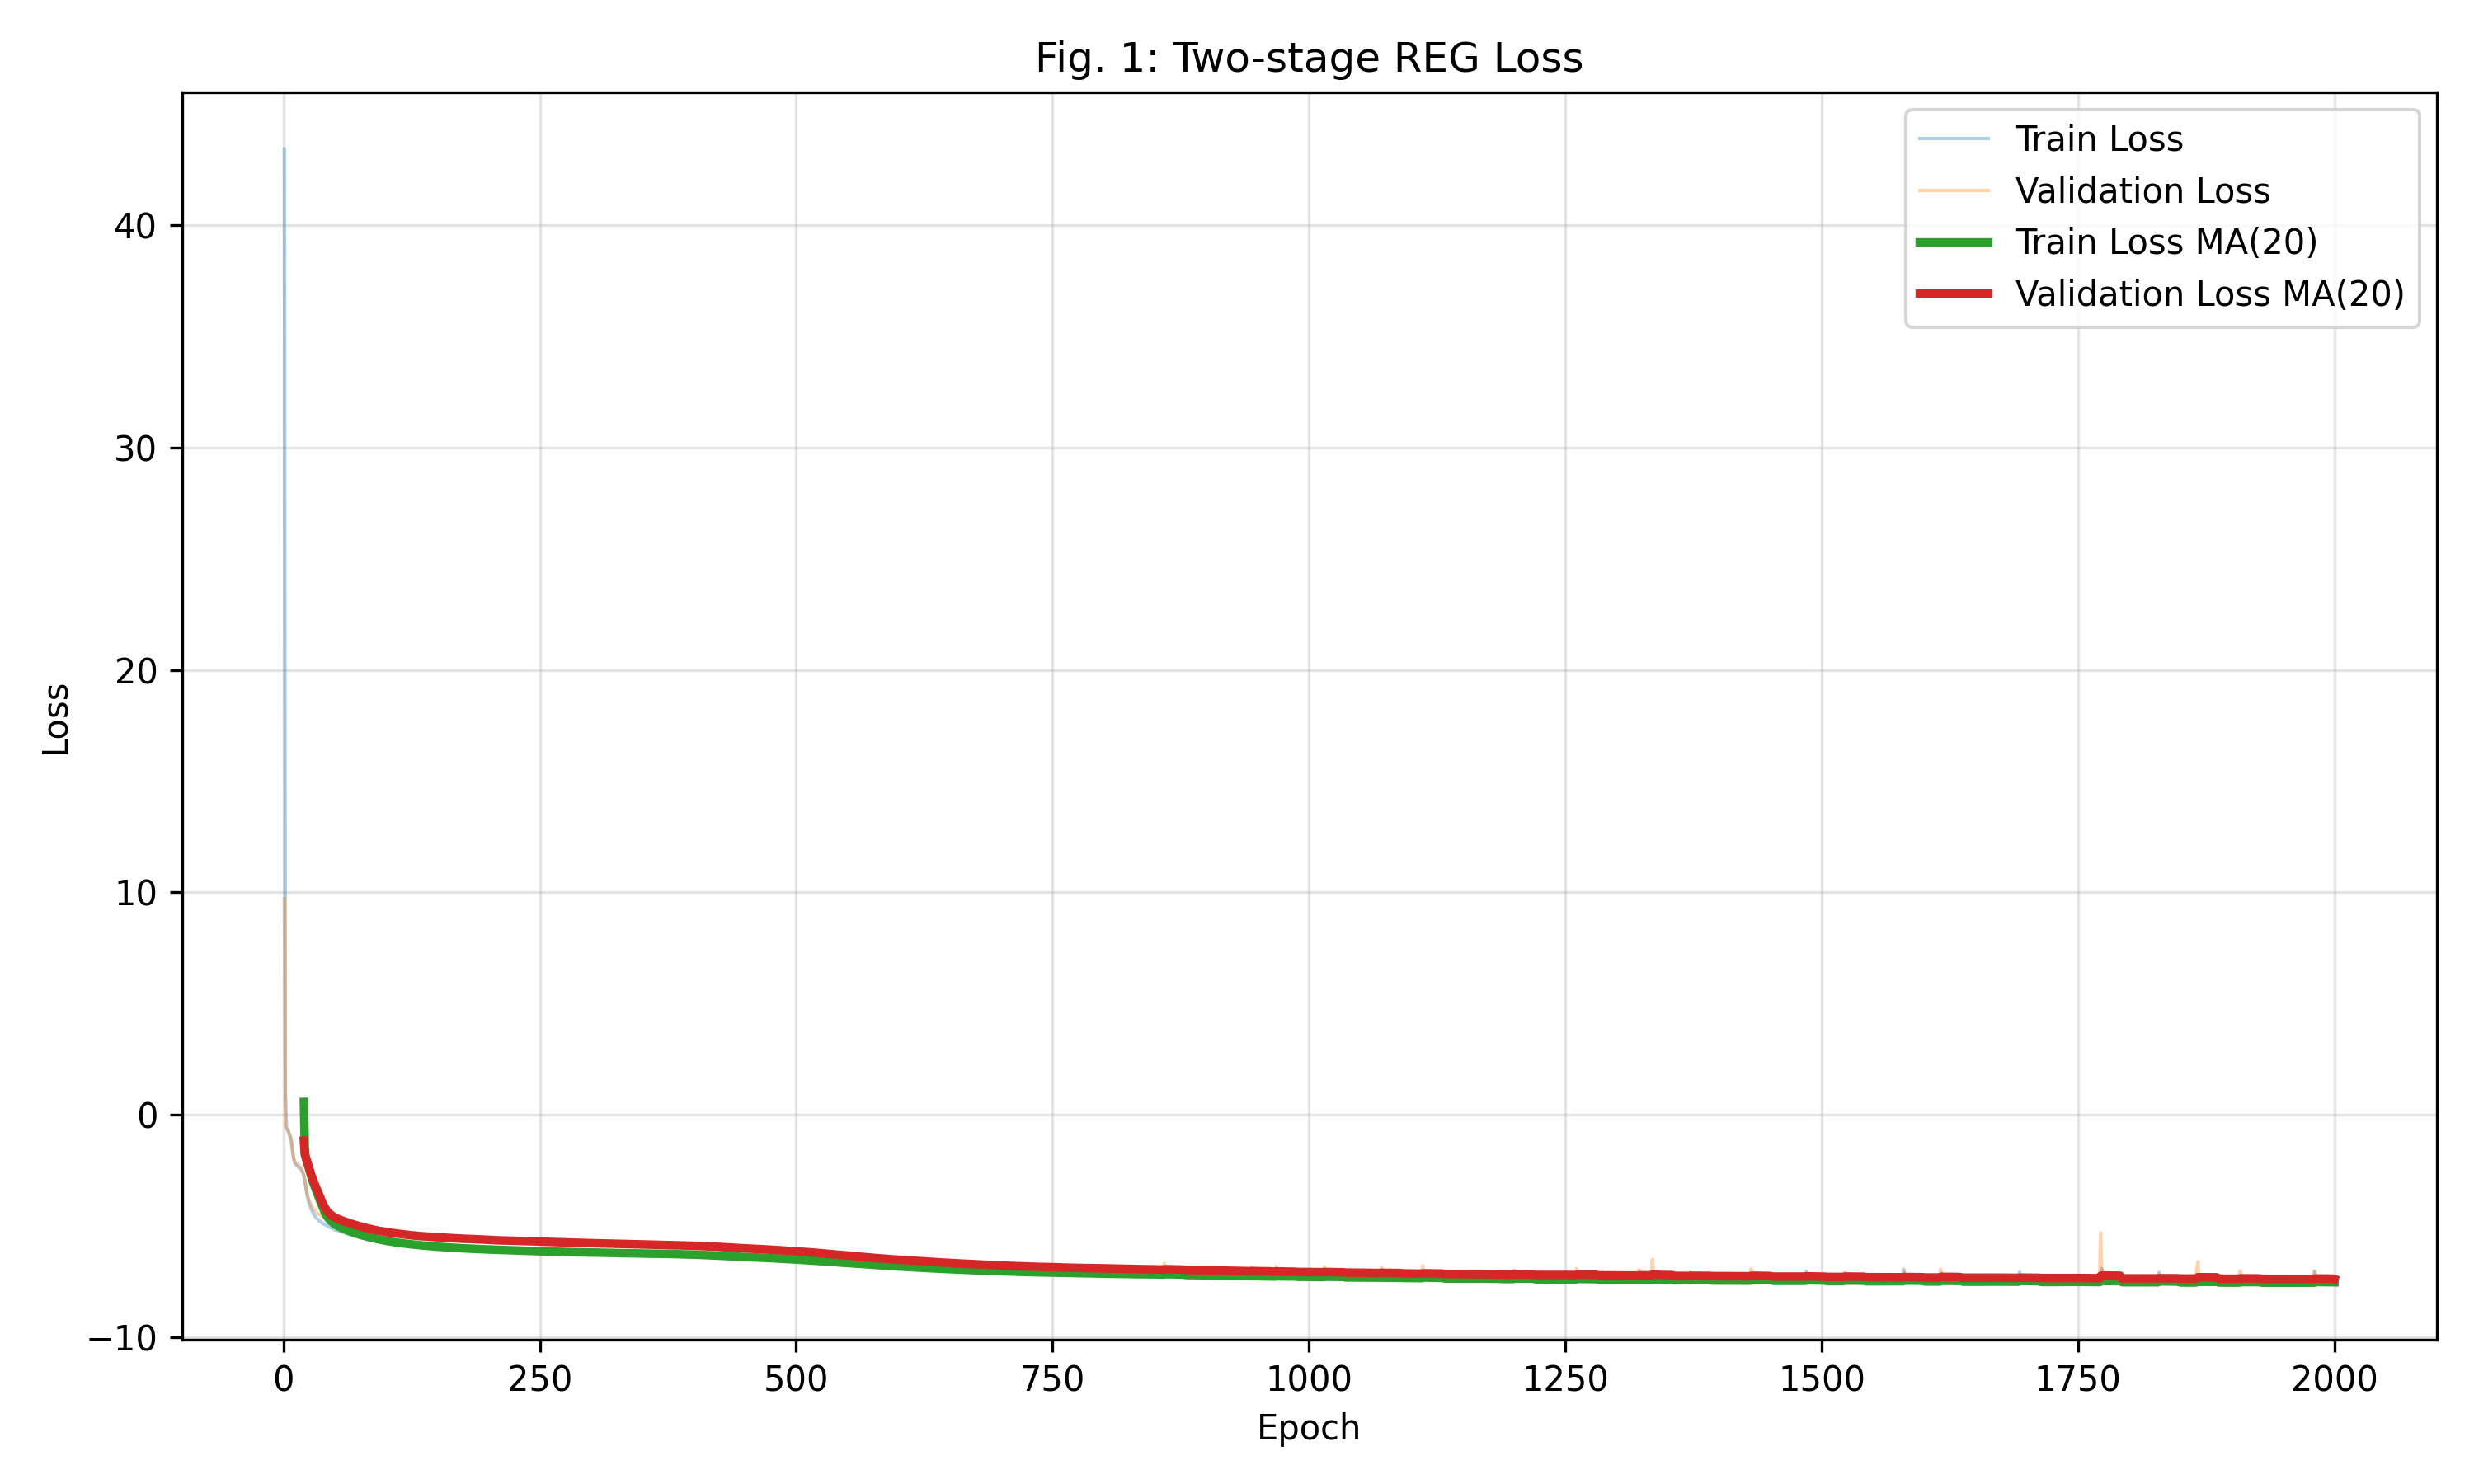 Fig. 1: Two-stage REG Loss
Train Loss
Validation Loss
Train Loss MA(20)
Validation Loss MA(20)
40
30
20
10
0
−10
Loss
0 250 500 750 1000 1250 1500 1750 2000
Epoch